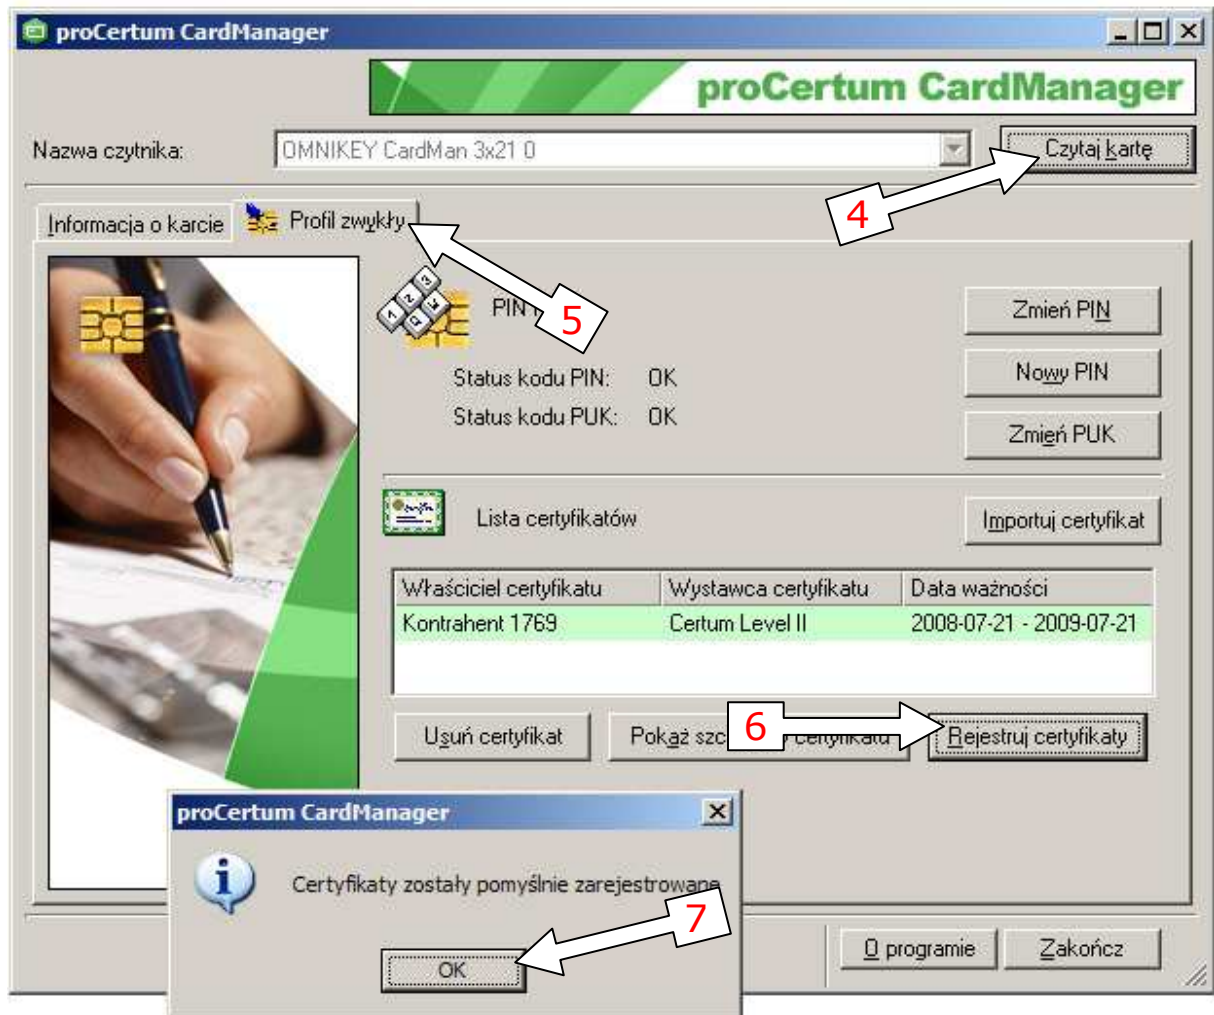 proCertum CardManager
proCertum CardManager
Nazwa czytnika:
OMNIKEY CardMan 3x21 0
Czytaj kartę
4
Informacja o karcie
Profil zwykły
5
PIN
Zmień PIN
Status kodu PIN: OK
Nowy PIN
Status kodu PUK: OK
Zmień PUK
Lista certyfikatów
Importuj certyfikat
Właściciel certyfikatu Wystawca certyfikatu Data ważności
Kontrahent 1769 Certum Level II 2008-07-21 - 2009-07-21
6
Usuń certyfikat
Pokaż certyfikatu
Rejestruj certyfikaty
proCertum CardManager
Certyfikaty zostały pomyślnie zarejestrowane
7
OK
O programie
Zakończ